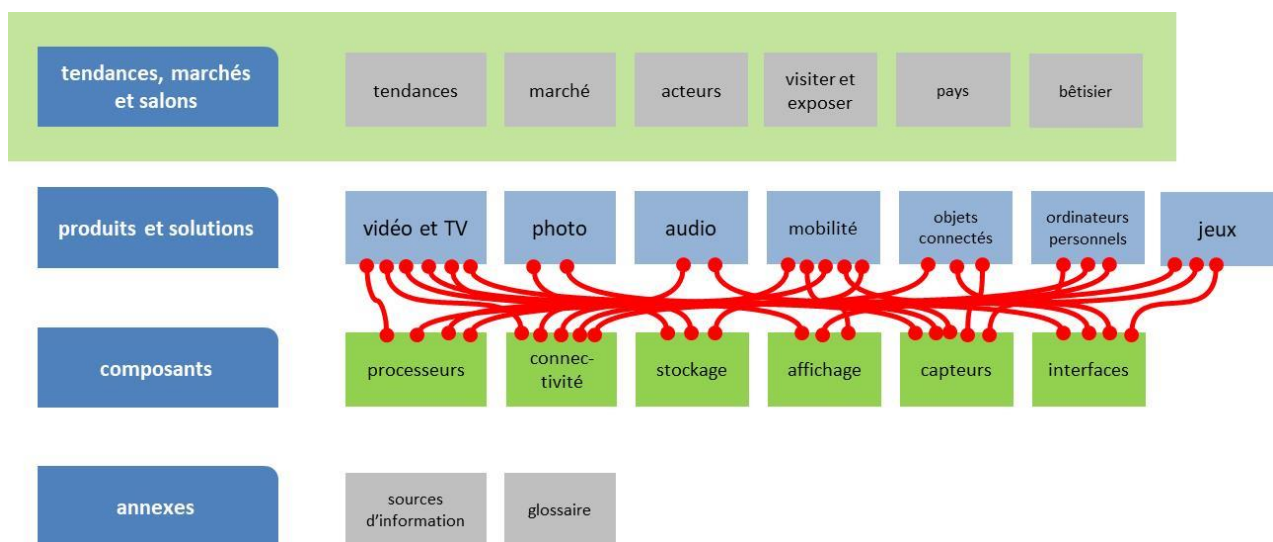 tendances, marchés
et salons
tendances
marché
acteurs
visiter et
exposer
pays
bêtisier
produits et solutions
vidéo et TV
photo
audio
mobilité
objets
connectés
ordinateurs
personnels
jeux
composants
processeurs
connec-
tivité
stockage
affichage
capteurs
interfaces
annexes
sources
d’information
glossaire